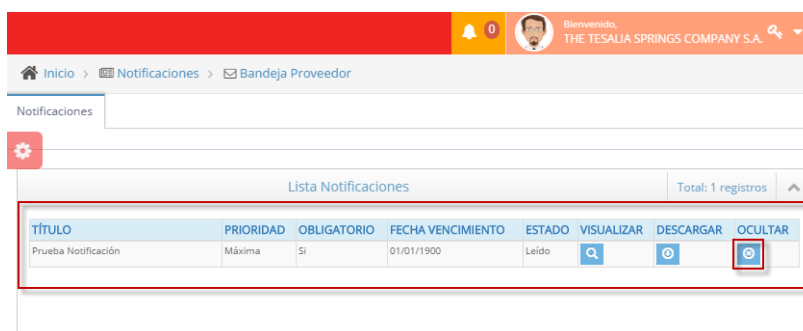 0
Bienvenido,
THE TESALIA SPRINGS COMPANY S.A.
Inicio > Notificaciones > Bandeja Proveedor
Notificaciones
Lista Notificaciones Total: 1 registros
TÍTULO PRIORIDAD OBLIGATORIO FECHA VENCIMIENTO ESTADO VISUALIZAR DESCARGAR OCULTAR
Prueba Notificación Máxima Si 01/01/1900 Leído